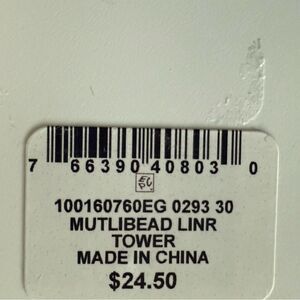 7 66390 40803 0
100160760EG 0293 30
MUTLIBEAD LINR
TOWER
MADE IN CHINA
$24.50